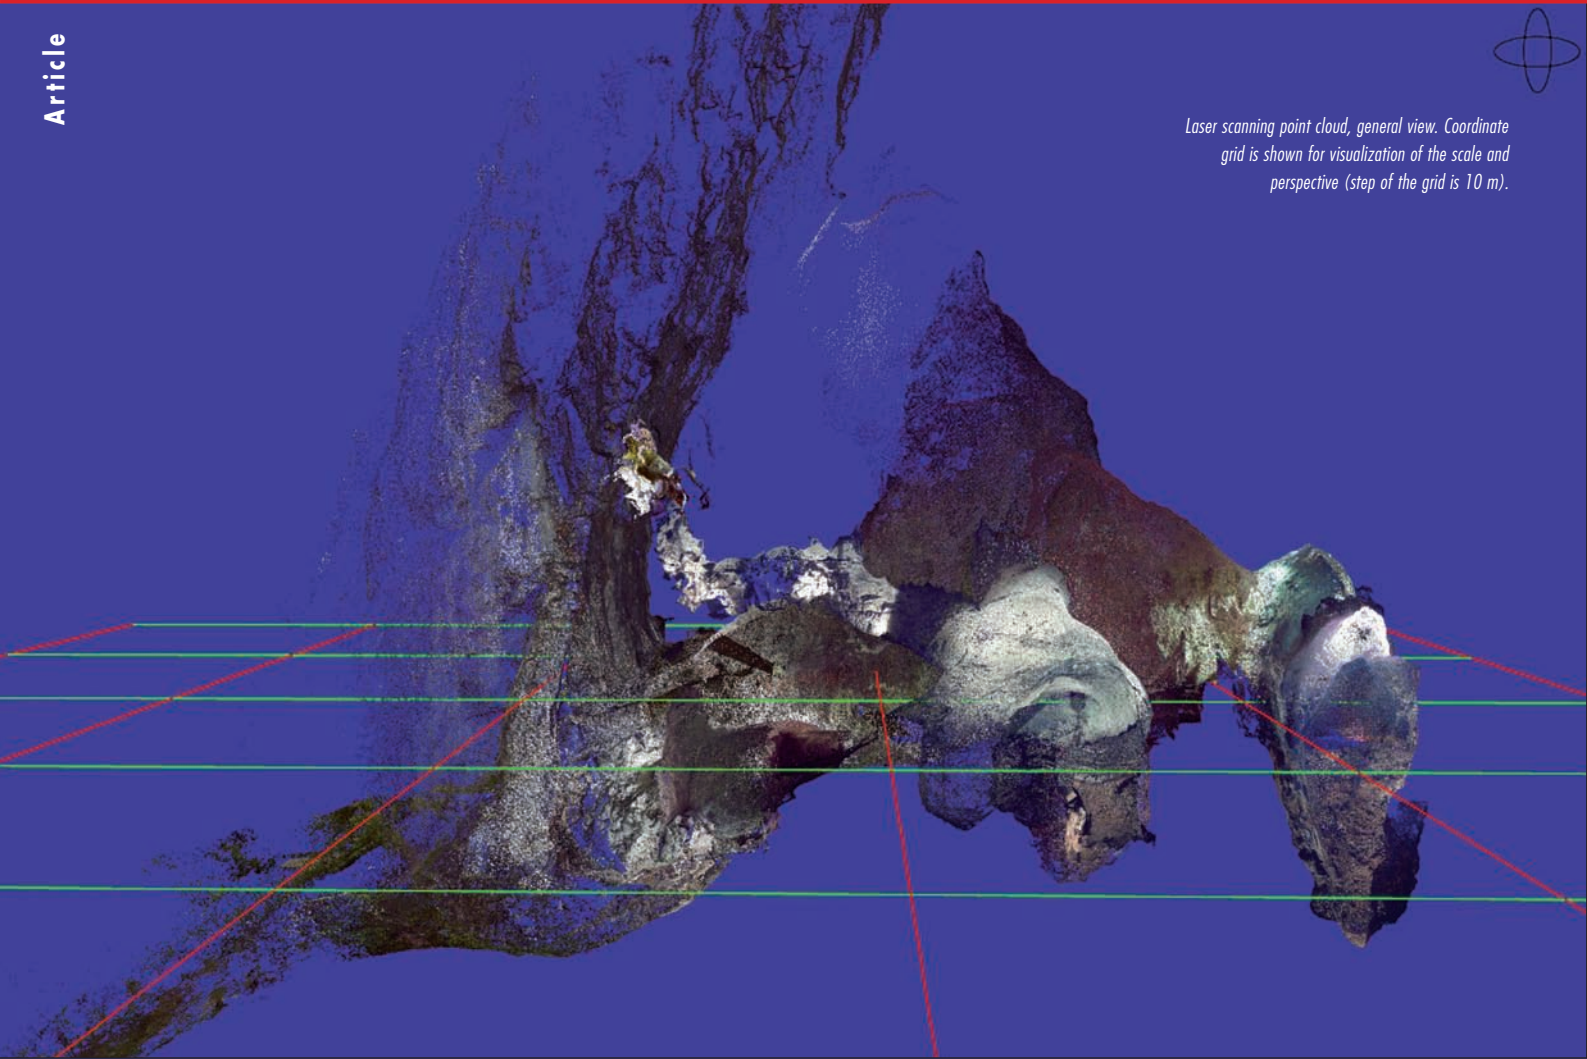 Article
Laser scanning point cloud, general view. Coordinate
grid is shown for visualization of the scale and
perspective (step of the grid is 10 m).